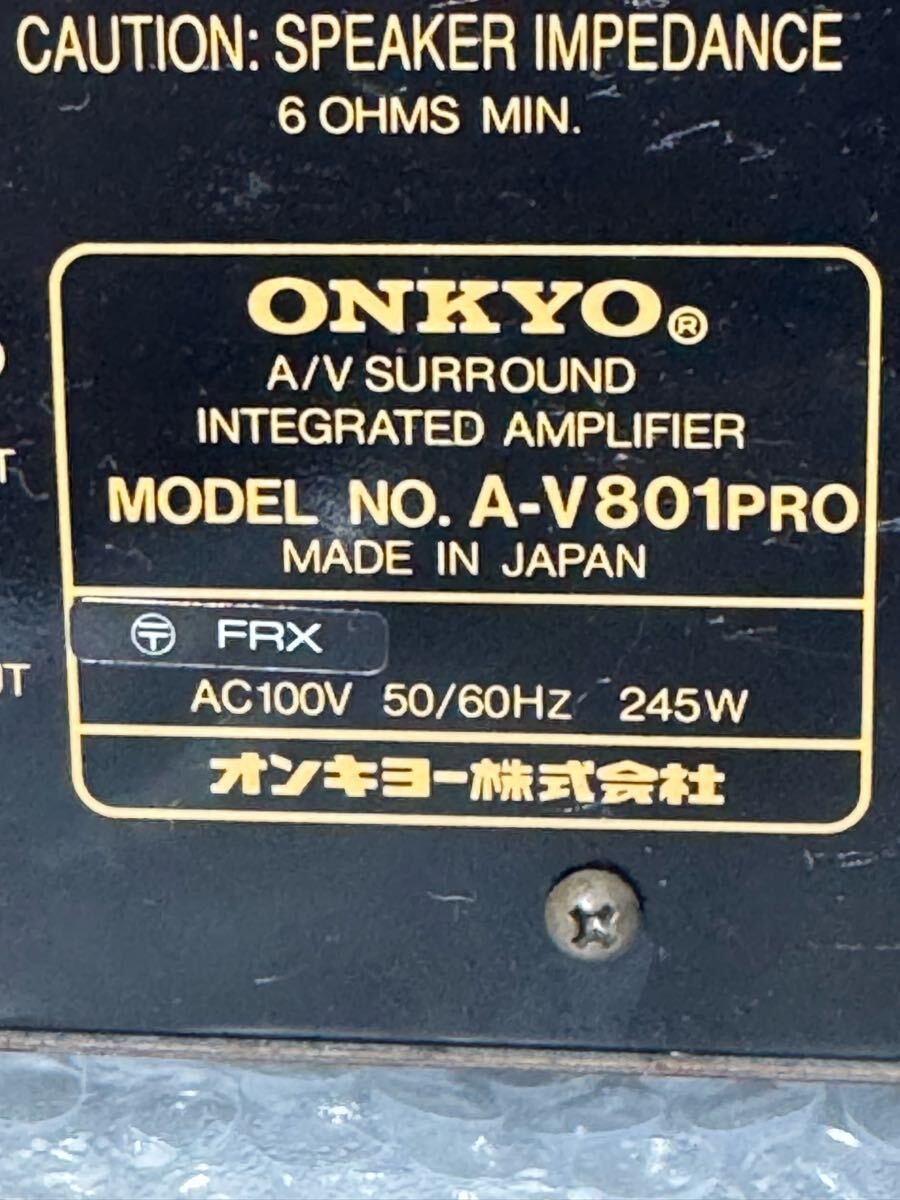 CAUTION: SPEAKER IMPEDANCE
6 OHMS MIN.
ONKYO®
A/V SURROUND
INTEGRATED AMPLIFIER
MODEL NO. A-V801PRO
MADE IN JAPAN
〶 FRX
AC100V 50/60Hz 245W
オンキヨー株式会社